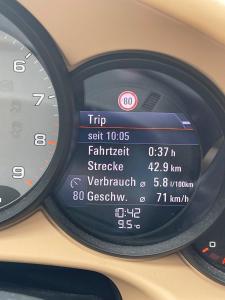 80
Trip
seit 10:05
Fahrtzeit 0:37 h
Strecke 42.9 km
Verbrauch ø 5.8 l/100km
80 Geschw. ø 71 km/h
10:42
9.5°C
6
7
8
9
0